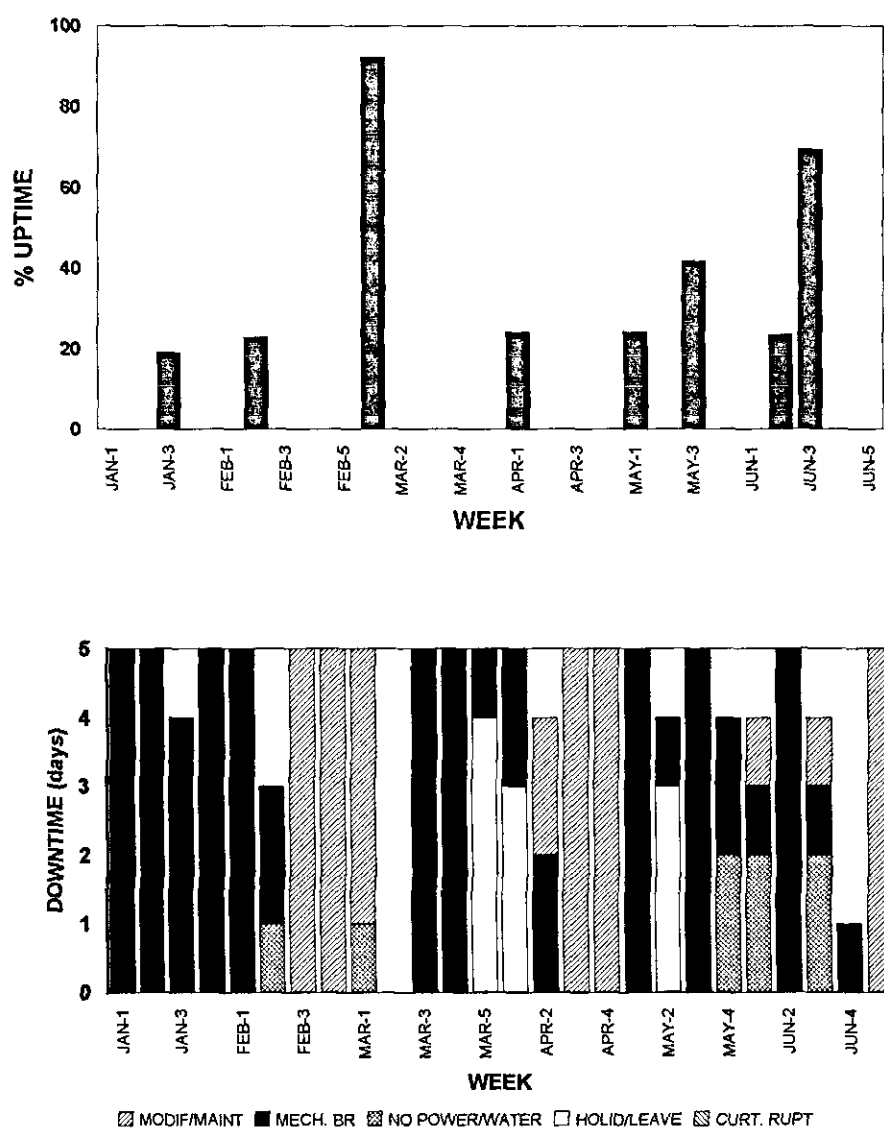 100
80
60
40
20
0
% UPTIME
JAN-1 JAN-3 FEB-1 FEB-3 FEB-5 MAR-2 MAR-4 APR-1 APR-3 MAY-1 MAY-3 JUN-1 JUN-3 JUN-5
WEEK
5
4
3
2
1
0
DOWNTIME (days)
JAN-1 JAN-3 FEB-1 FEB-3 MAR-1 MAR-3 MAR-5 APR-2 APR-4 MAY-2 MAY-4 JUN-2 JUN-4
WEEK
MODIF/MAINT MECH. BR NO POWER/WATER HOLID/LEAVE CURT. RUPT